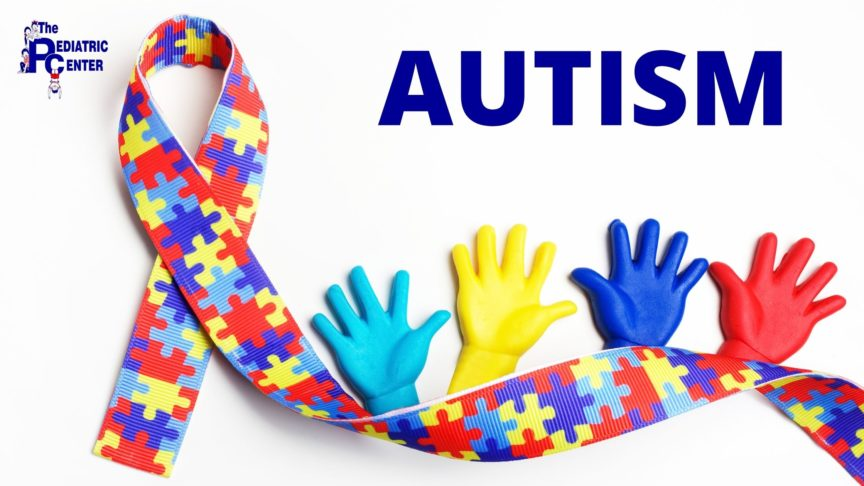 The
PEDIATRIC
CENTER
AUTISM